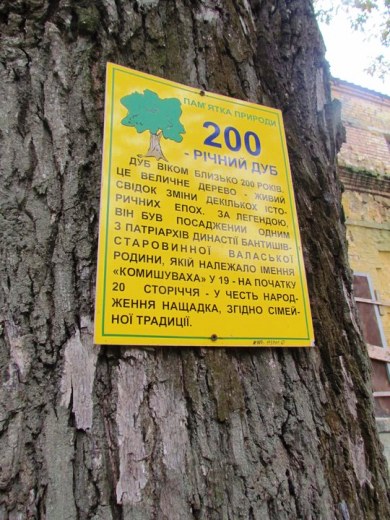 ПАМ'ЯТКА ПРИРОДИ
200
- РІЧНИЙ ДУБ
ДУБ ВІКОМ БЛИЗЬКО 200 РОКІВ.
ЦЕ ВЕЛИЧНЕ ДЕРЕВО - ЖИВИЙ
СВІДОК ЗМІНИ ДЕКІЛЬКОХ ІСТО-
РИЧНИХ ЕПОХ. ЗА ЛЕГЕНДОЮ,
ВІН БУВ ПОСАДЖЕНИЙ ОДНИМ
З ПАТРІАРХІВ ДИНАСТІЇ БАНТИШІВ-
СТАРОВИННОЇ ВАЛАСЬКОЇ
РОДИНИ, ЯКІЙ НАЛЕЖАЛО ІМЕННЯ
«КОМИШУВАХА» У 19 - НА ПОЧАТКУ
20 СТОРІЧЧЯ - У ЧЕСТЬ НАРОД-
ЖЕННЯ НАЩАДКА, ЗГІДНО СІМЕЙ-
НОЇ ТРАДИЦІЇ.